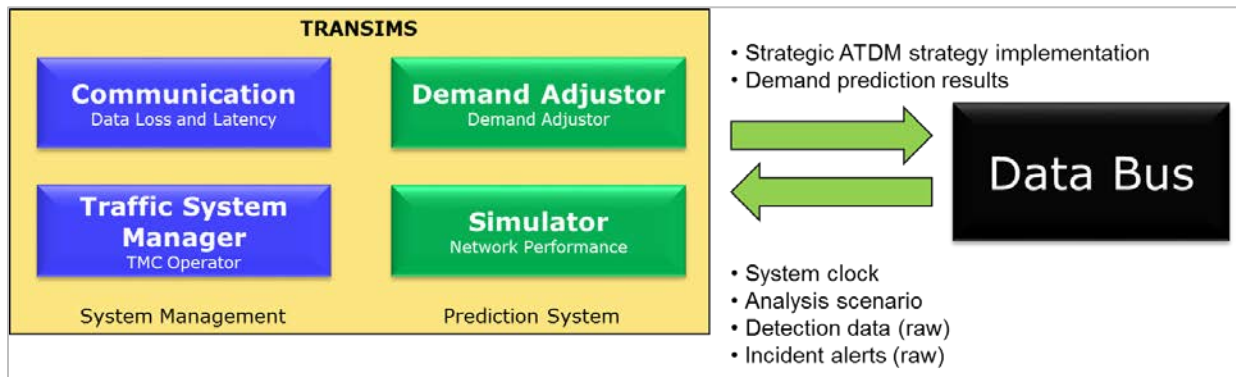 TRANSIMS
Communication
Data Loss and Latency
Demand Adjustor
Demand Adjustor
Traffic System
Manager
TMC Operator
Simulator
Network Performance
System Management
Prediction System
• Strategic ATDM strategy implementation
• Demand prediction results
Data Bus
• System clock
• Analysis scenario
• Detection data (raw)
• Incident alerts (raw)